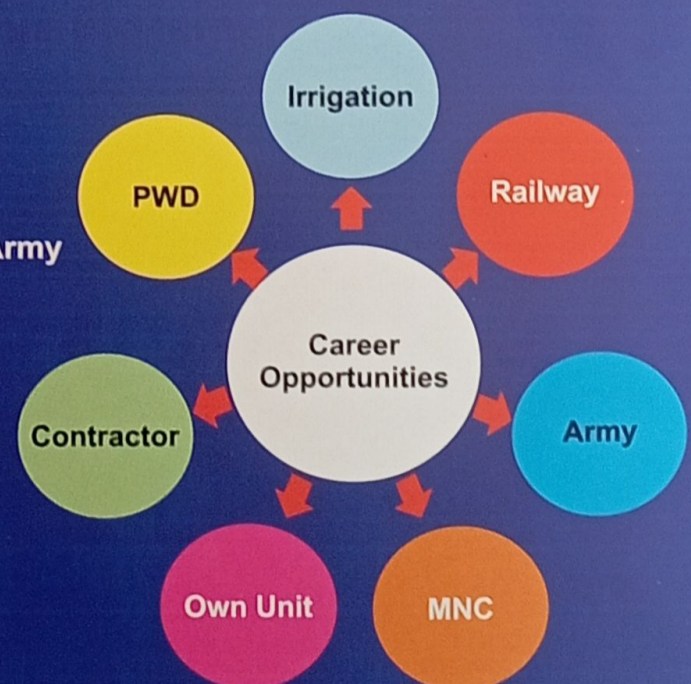 Irrigation
PWD
Railway
Career
Opportunities
Contractor
Army
Own Unit
MNC